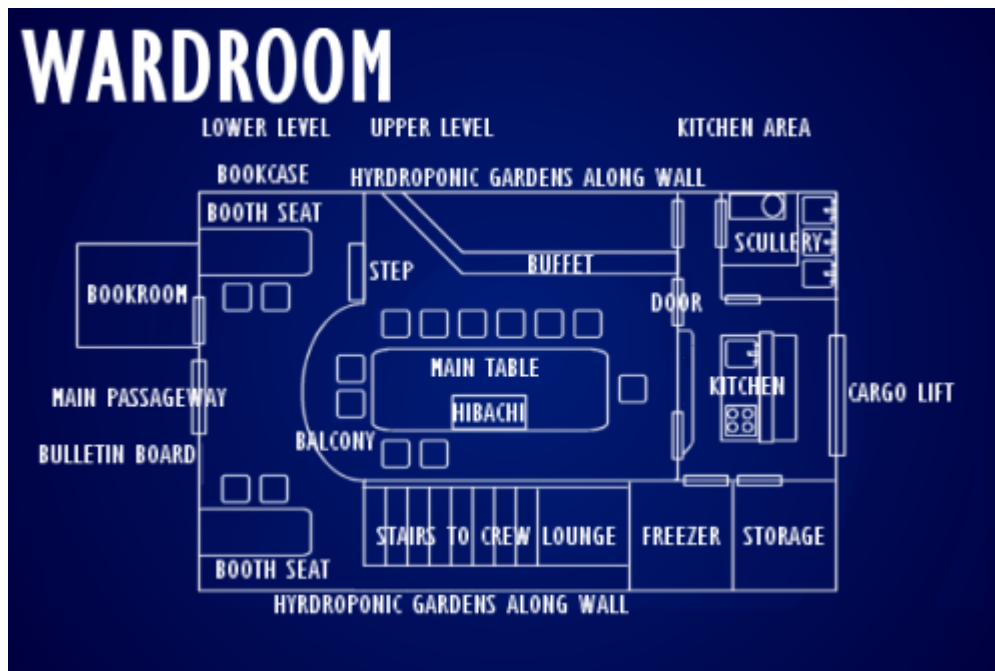 WARDROOM
LOWER LEVEL
UPPER LEVEL
KITCHEN AREA
BOOKCASE
HYRDROPONIC GARDENS ALONG WALL
BOOTH SEAT
SCULLERY
STEP
BUFFET
BOOKROOM
DOOR
MAIN TABLE
KITCHEN
MAIN PASSAGEWAY
CARGO LIFT
HIBACHI
BALCONY
BULLETIN BOARD
STAIRS TO CREW LOUNGE
FREEZER
STORAGE
BOOTH SEAT
HYRDROPONIC GARDENS ALONG WALL